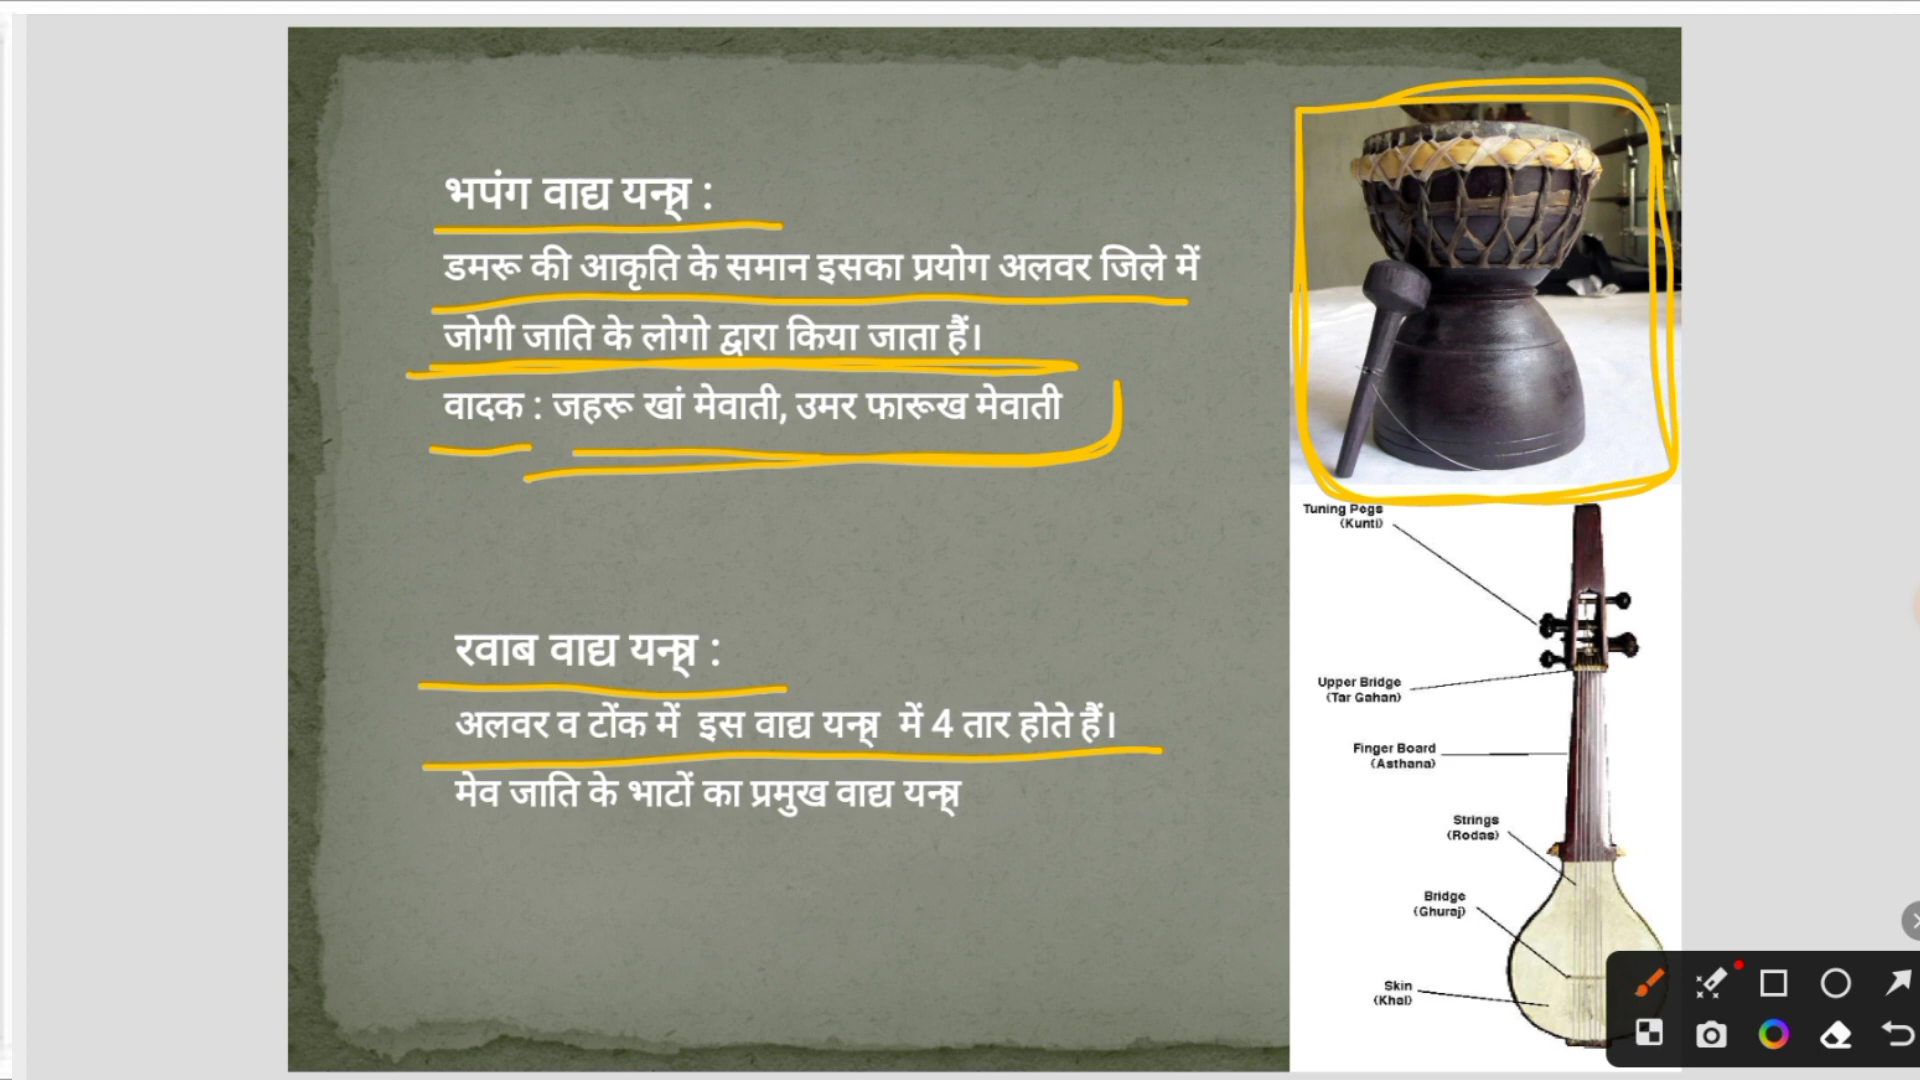 भपंग वाद्य यन्त्र :
डमरू की आकृति के समान इसका प्रयोग अलवर जिले में
जोगी जाति के लोगो द्वारा किया जाता हैं।
वादक : जहरू खां मेवाती, उमर फारूख मेवाती
रवाब वाद्य यन्त्र :
अलवर व टोंक में इस वाद्य यन्त्र में 4 तार होते हैं।
मेव जाति के भाटों का प्रमुख वाद्य यन्त्र
Tuning Pegs
(Kunti)
Upper Bridge
(Tar Gahan)
Finger Board
(Asthana)
Strings
(Rodas)
Bridge
(Ghuraj)
Skin
(Khal)